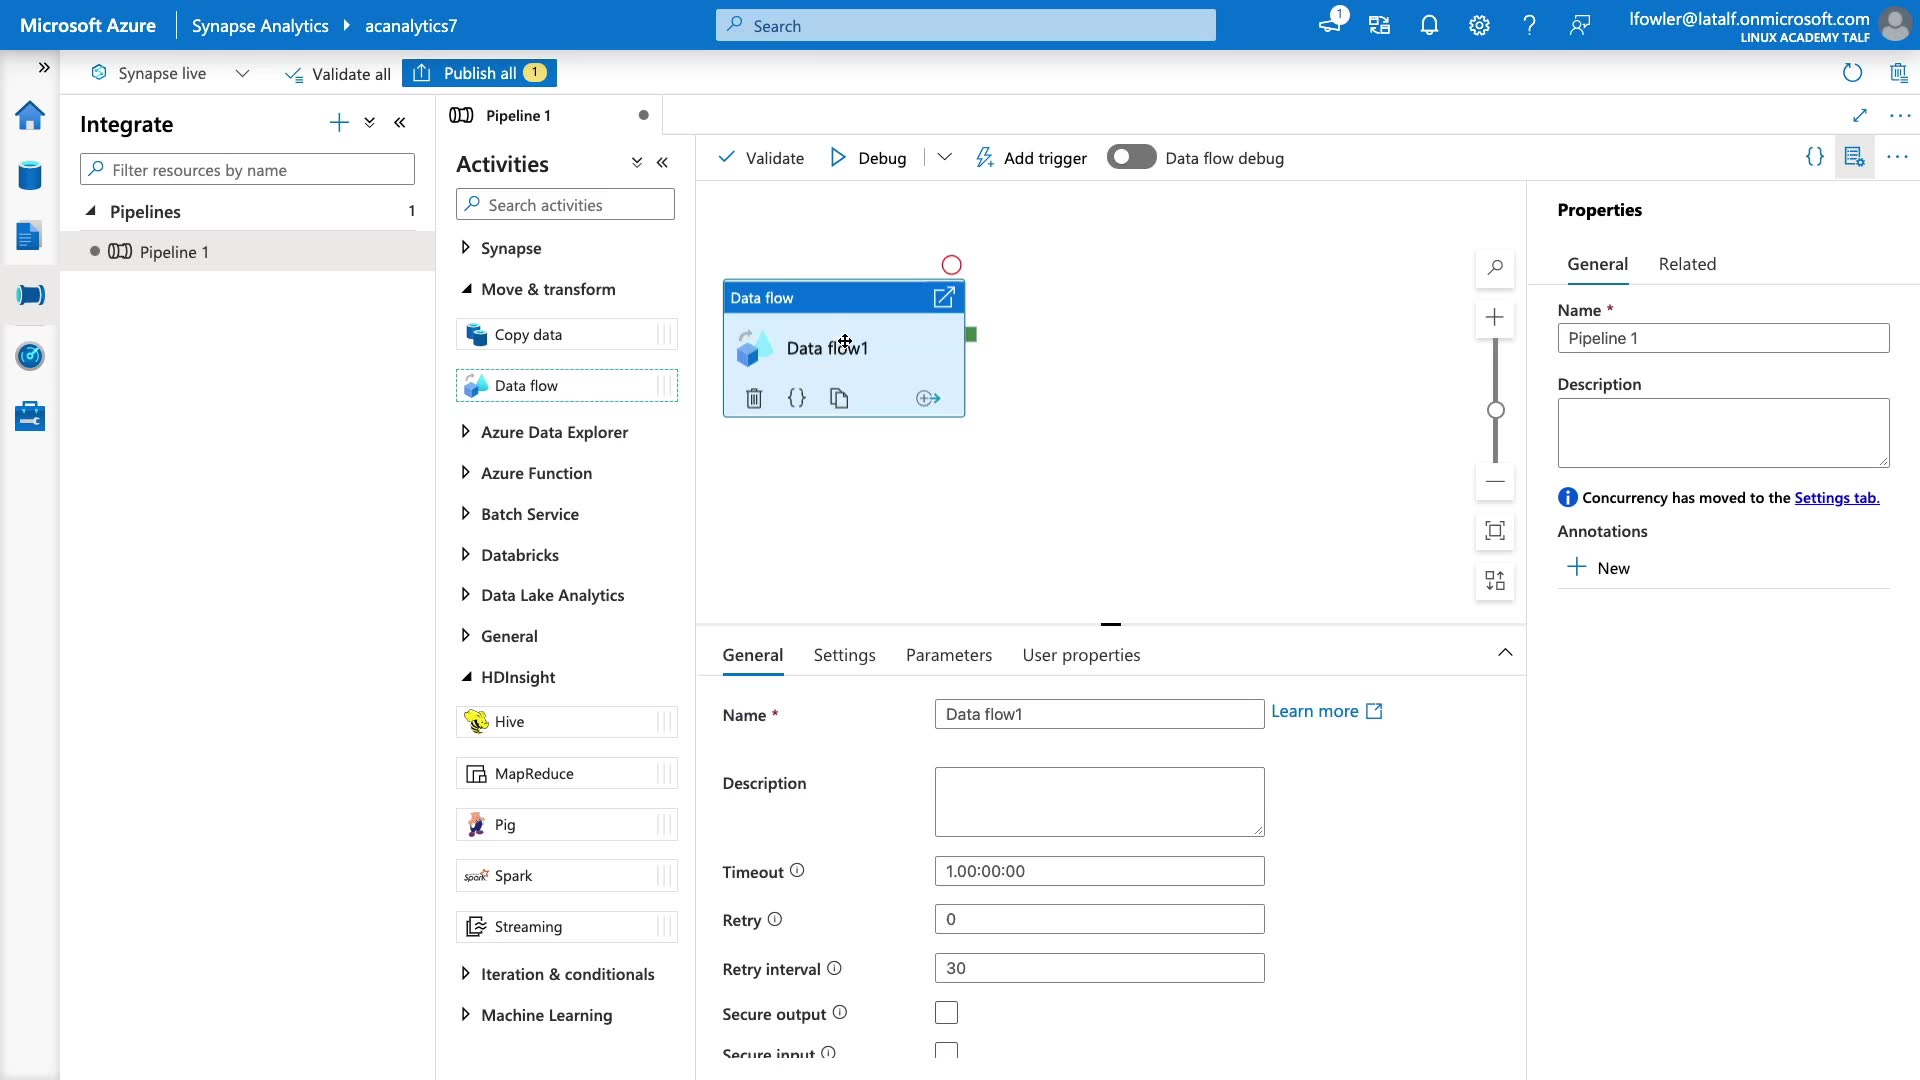 Microsoft Azure
Synapse Analytics
acanalytics7
Search
1
lfowler@latalf.onmicrosoft.com
LINUX ACADEMY TALF
Synapse live
Validate all
Publish all 1
Integrate
Filter resources by name
Pipelines 1
Pipeline 1
Pipeline 1
Activities
Search activities
Synapse
Move & transform
Copy data
Data flow
Azure Data Explorer
Azure Function
Batch Service
Databricks
Data Lake Analytics
General
HDInsight
Hive
MapReduce
Pig
Spark Spark
Streaming
Iteration & conditionals
Machine Learning
Validate
Debug
Add trigger
Data flow debug
Data flow
Data flow1
General
Settings
Parameters
User properties
Name *
Data flow1
Learn more
Description
Timeout
1.00:00:00
Retry
0
Retry interval
30
Secure output
Secure input
Properties
General
Related
Name *
Pipeline 1
Description
Concurrency has moved to the Settings tab.
Annotations
New